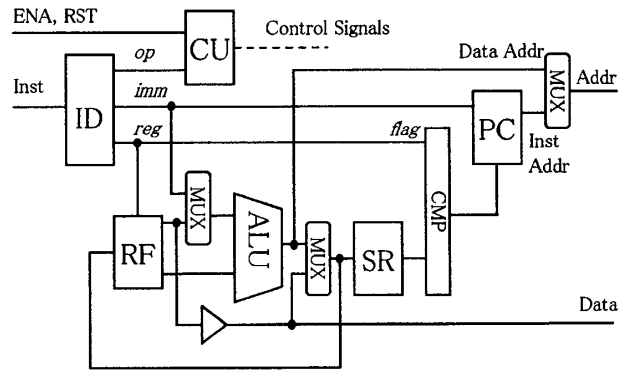 ENA, RST
CU
Control Signals
op
Inst
ID
imm
reg
flag
Data Addr
MUX
Addr
PC
Inst
Addr
MUX
ALU
MUX
CMP
RF
SR
Data